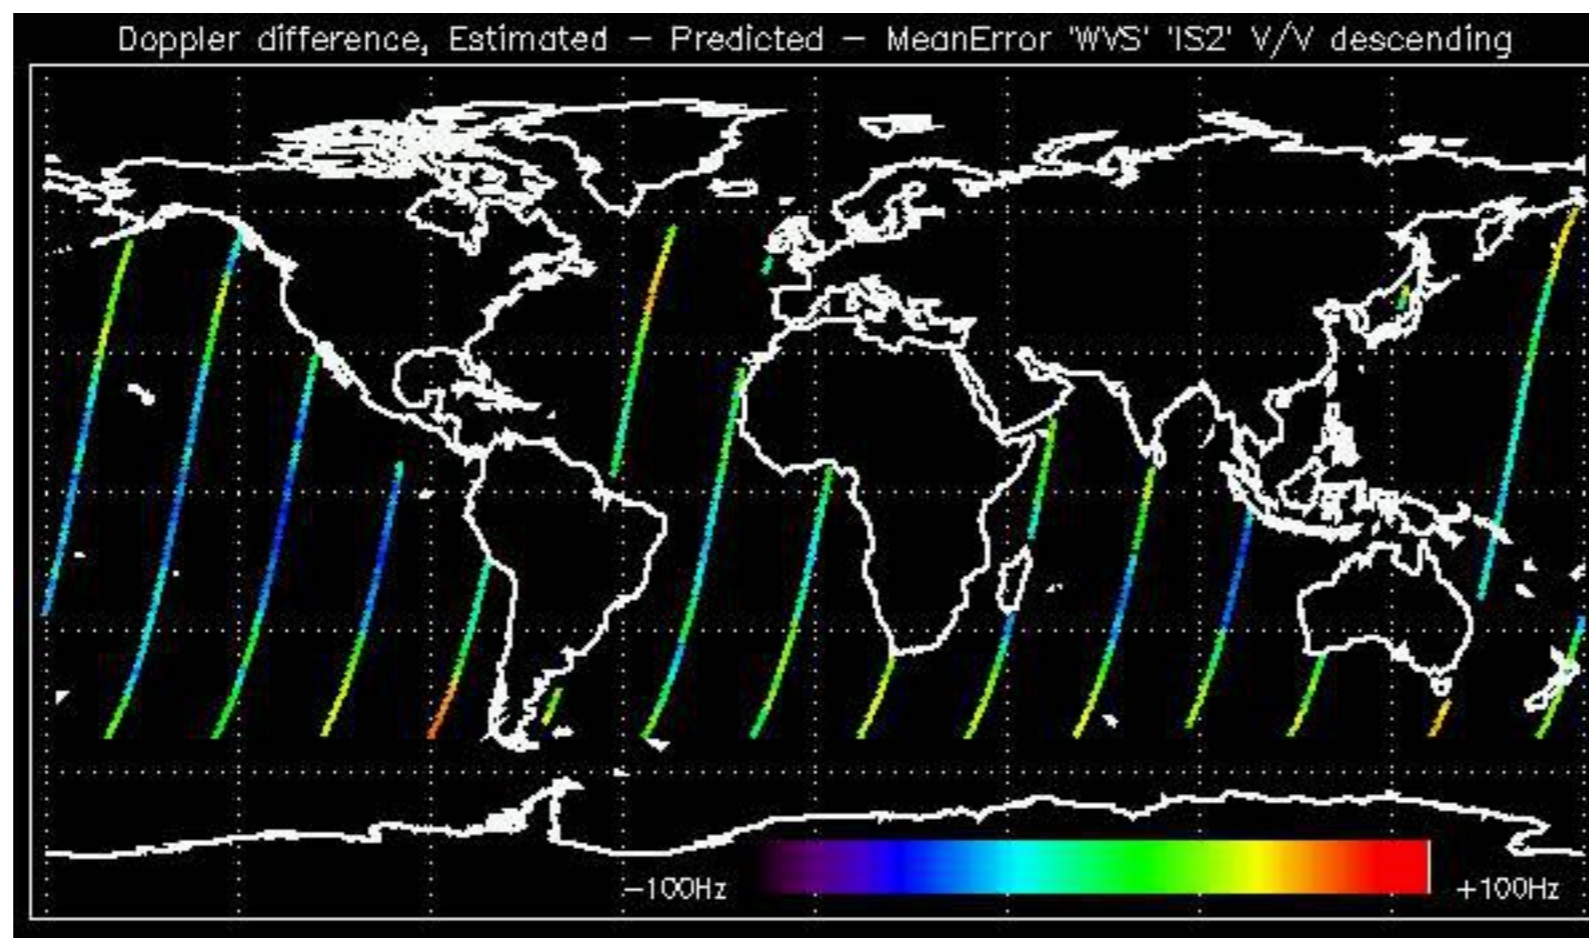 Doppler difference, Estimated – Predicted – MeanError 'WVS' 'IS2' V/V descending
–100Hz +100Hz